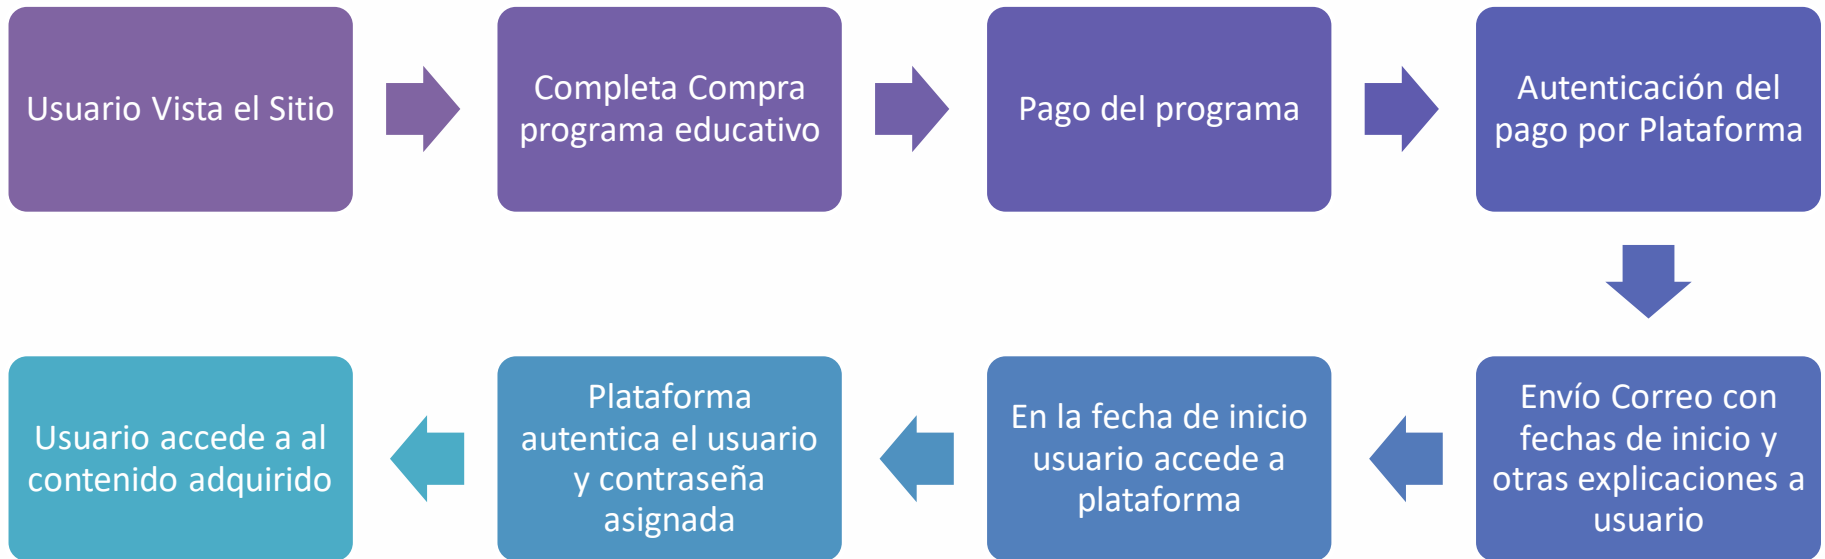 Usuario Vista el Sitio
Completa Compra
programa educativo
Pago del programa
Autenticación del
pago por Plataforma
Envío Correo con
fechas de inicio y
otras explicaciones a
usuario
En la fecha de inicio
usuario accede a
plataforma
Plataforma
autentica el usuario
y contraseña
asignada
Usuario accede a al
contenido adquirido